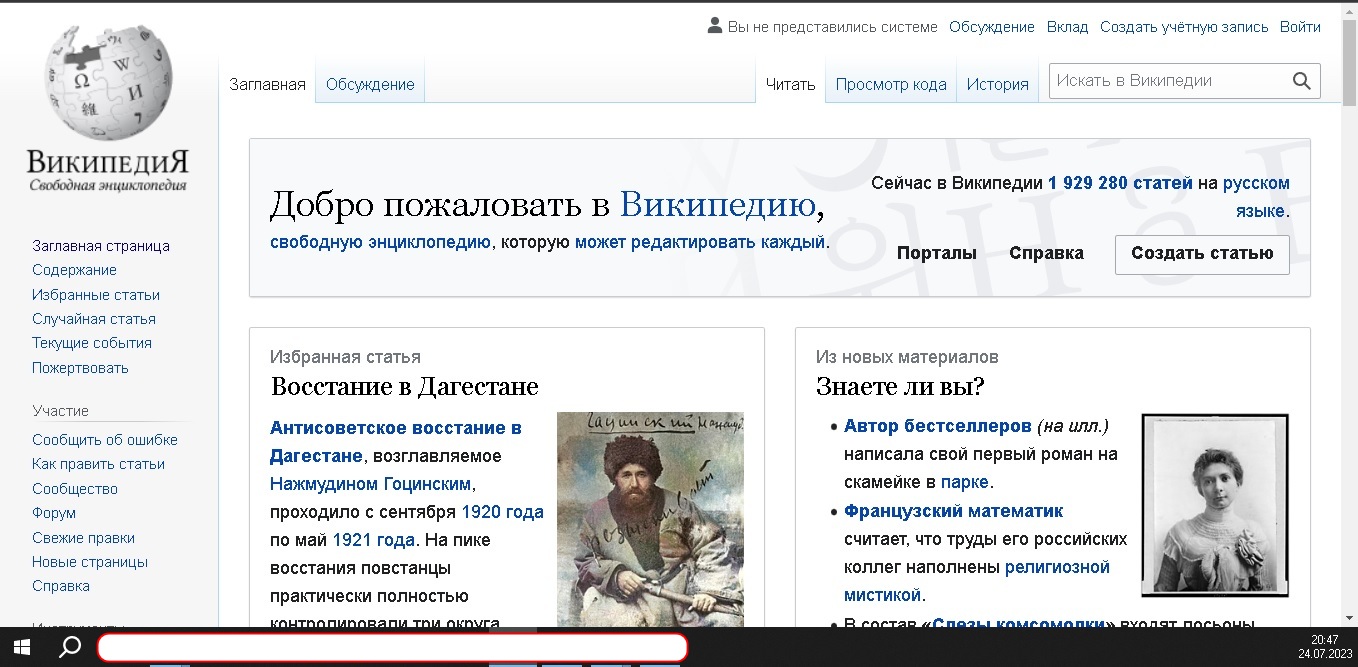 Вы не представились системе Обсуждение Вклад Создать учётную запись Войти
Заглавная Обсуждение Читать Просмотр кода История Искать в Википедии
ВикипедиЯ
Свободная энциклопедия
Заглавная страница
Содержание
Избранные статьи
Случайная статья
Текущие события
Пожертвовать
Участие
Сообщить об ошибке
Как править статьи
Сообщество
Форум
Свежие правки
Новые страницы
Справка
Инструменты
Добро пожаловать в Википедию,
свободную энциклопедию, которую может редактировать каждый.
Сейчас в Википедии 1 929 280 статей на русском
языке.
Порталы Справка Создать статью
Избранная статья
Восстание в Дагестане
Антисоветское восстание в
Дагестане, возглавляемое
Нажмудином Гоцинским,
проходило с сентября 1920 года
по май 1921 года. На пике
восстания повстанцы
практически полностью
контролировали три округа
Из новых материалов
Знаете ли вы?
Автор бестселлеров (на илл.)
написала свой первый роман на
скамейке в парке.
Французский математик
считает, что труды его российских
коллег наполнены религиозной
мистикой.
В состав «Слезы комсомолки» входят лосьоны,
20:47
24.07.2023